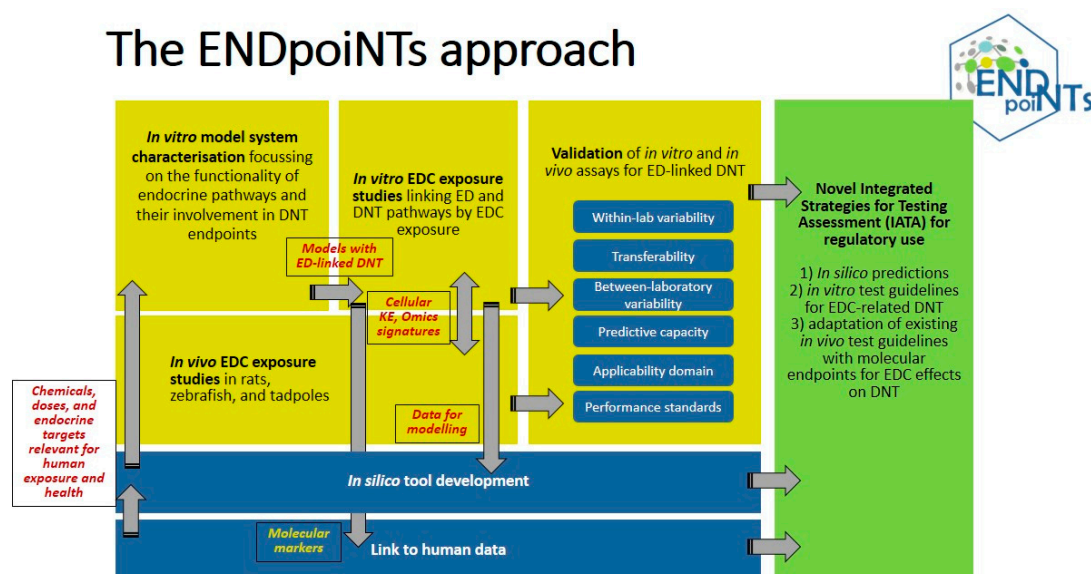 The ENDpoiNTs approach
END
poiNTs
In vitro model system
characterisation focussing
on the functionality of
endocrine pathways and
their involvement in DNT
endpoints
In vitro EDC exposure
studies linking ED and
DNT pathways by EDC
exposure
Models with
ED-linked DNT
Cellular
KE, Omics
signatures
In vivo EDC exposure
studies in rats,
zebrafish, and tadpoles
Data for
modelling
Validation of in vitro and in
vivo assays for ED-linked DNT
Within-lab variability
Transferability
Between-laboratory
variability
Predictive capacity
Applicability domain
Performance standards
Novel Integrated
Strategies for Testing
Assessment (IATA) for
regulatory use
1) In silico predictions
2) in vitro test guidelines
for EDC-related DNT
3) adaptation of existing
in vivo test guidelines
with molecular
endpoints for EDC effects
on DNT
Chemicals,
doses, and
endocrine
targets
relevant for
human
exposure and
health
In silico tool development
Molecular
markers
Link to human data